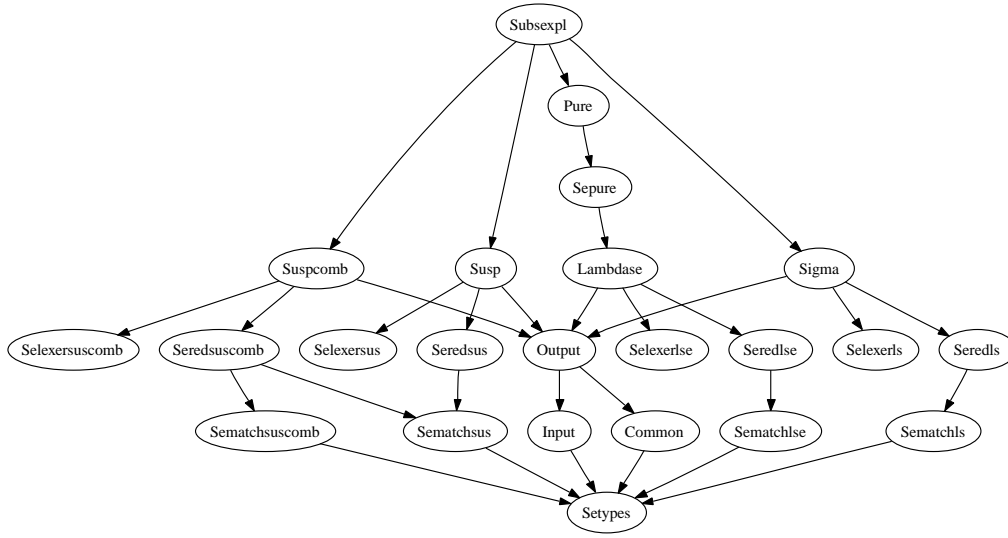 Subsexpl
Pure
Sepure
Suspcomb Susp Lambdase Sigma
Selexersuscomb Seredsuscomb Selexersus Seredsus Output Selexerlse Seredlse Selexerls Seredls
Sematchsuscomb Sematchsus Input Common Sematchlse Sematchls
Setypes